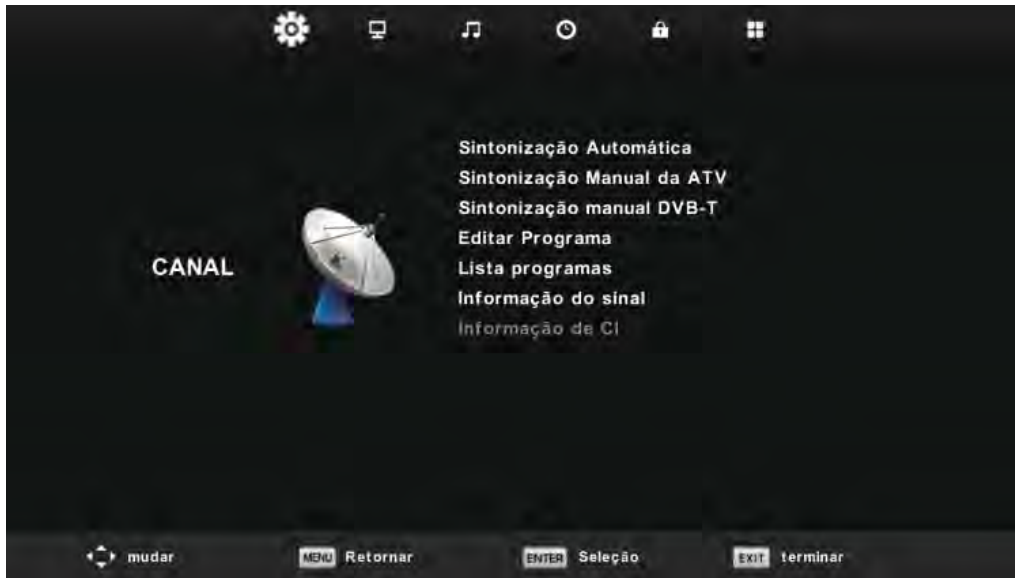 Sintonização Automática
Sintonização Manual da ATV
Sintonização manual DVB-T
Editar Programa
CANAL
Lista programas
Informação do sinal
Informação de CI
mudar
MENU Retornar
ENTER Seleção
EXIT terminar